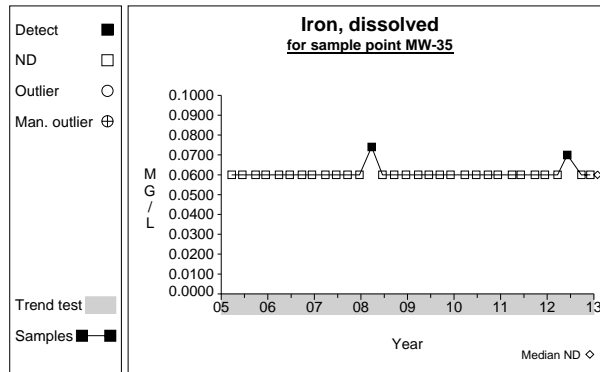 Detect
ND
Outlier
Man. outlier
Trend test
Samples
Iron, dissolved
for sample point MW-35
0.1000
0.0900
0.0800
0.0700
0.0600
0.0500
0.0400
0.0300
0.0200
0.0100
0.0000
M
G
/
L
05 06 07 08 09 10 11 12 13
Year
Median ND